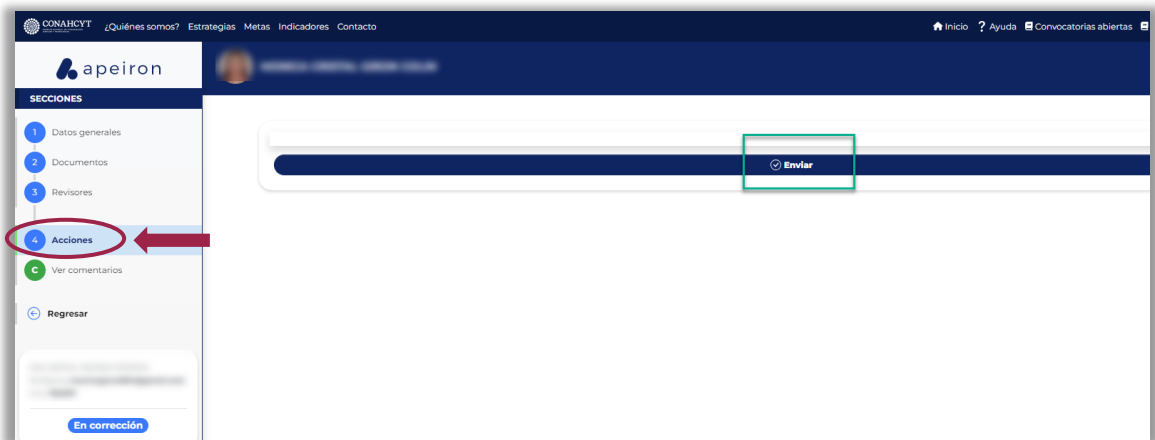 CONAHCYT ¿Quiénes somos? Estrategias Metas Indicadores Contacto Inicio ? Ayuda Convocatorias abiertas
apeiron
SECCIONES
1 Datos generales
2 Documentos
3 Revisores
Enviar
4 Acciones
C Ver comentarios
Regresar
En corrección